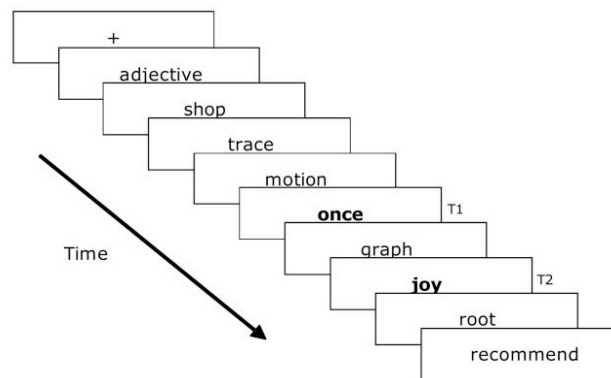 +
adjective
shop
trace
motion
once
T1
graph
Time
joy
T2
root
recommend